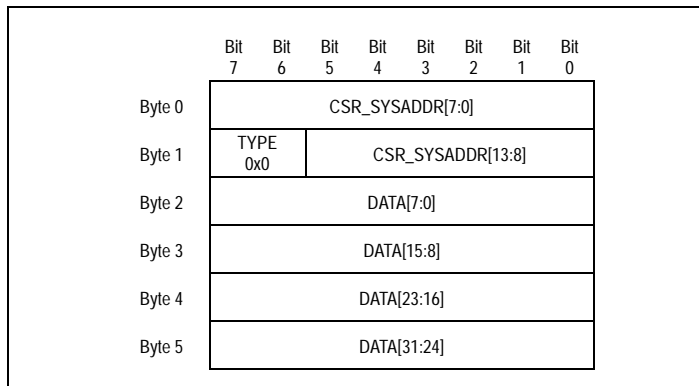 Bit Bit Bit Bit Bit Bit Bit Bit
7 6 5 4 3 2 1 0
Byte 0 CSR_SYSADDR[7:0]
Byte 1 TYPE 0x0 CSR_SYSADDR[13:8]
Byte 2 DATA[7:0]
Byte 3 DATA[15:8]
Byte 4 DATA[23:16]
Byte 5 DATA[31:24]